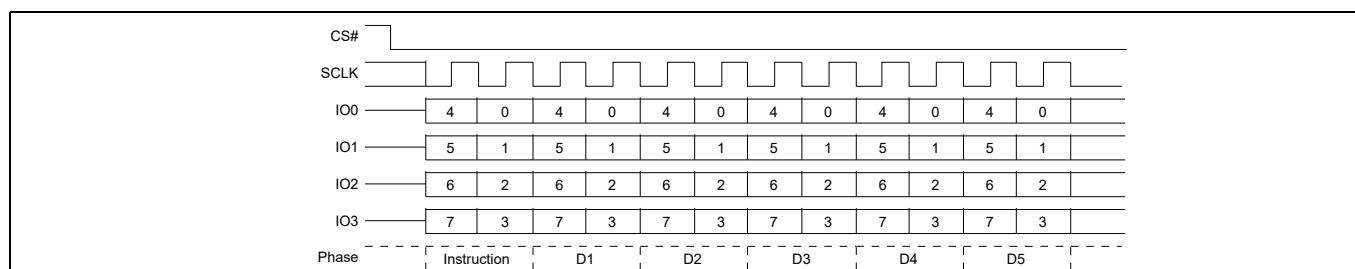 CS#
SCLK
IO0 4 0 4 0 4 0 4 0 4 0 4 0
IO1 5 1 5 1 5 1 5 1 5 1 5 1
IO2 6 2 6 2 6 2 6 2 6 2 6 2
IO3 7 3 7 3 7 3 7 3 7 3 7 3
Phase Instruction D1 D2 D3 D4 D5